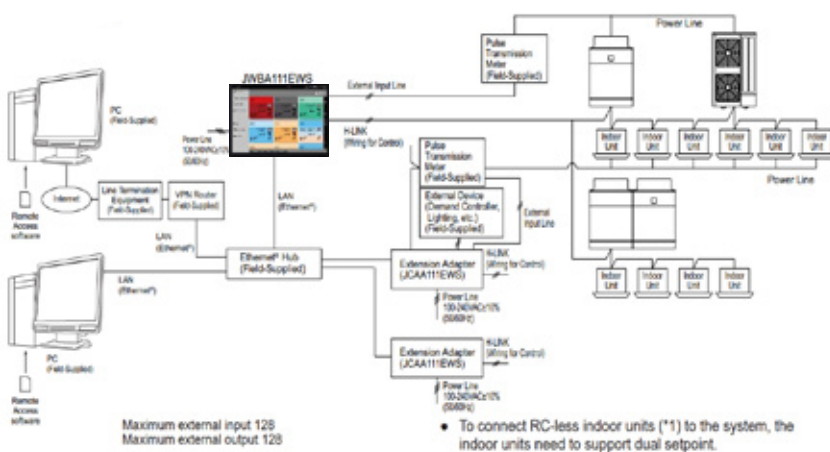 Power Line
Pulse
Transmission
Meter
(Field-Supplied)
JWBA111EWS
External Input Line
PC
(Field-Supplied)
Power Line
100-240VAC±10%
(50/60Hz)
H-LINK
(Wiring for Control)
Pulse
Transmission
Meter
(Field-Supplied)
Indoor
Unit
Indoor
Unit
Indoor
Unit
Indoor
Unit
Indoor
Unit
Indoor
Unit
Power Line
Internet
Line Termination
Equipment
(Field-Supplied)
VPN Router
(Field-Supplied)
LAN
(Ethernet*)
External Device
(Demand Controller,
Lighting, etc.)
(Field-Supplied)
External
Input Line
Remote
Access
software
LAN
(Ethernet*)
Ethernet* Hub
(Field-Supplied)
LAN
(Ethernet*)
Extension Adapter
(JCAA111EWS)
H-LINK
(Wiring for Control)
Indoor
Unit
Indoor
Unit
Indoor
Unit
Indoor
Unit
Power Line
100-240VAC±10%
(50/60Hz)
PC
(Field-Supplied)
Extension Adapter
(JCAA111EWS)
H-LINK
(Wiring for Control)
Power Line
100-240VAC±10%
(50/60Hz)
Remote
Access
software
Maximum external input 128
Maximum external output 128
● To connect RC-less indoor units (*1) to the system, the
indoor units need to support dual setpoint.